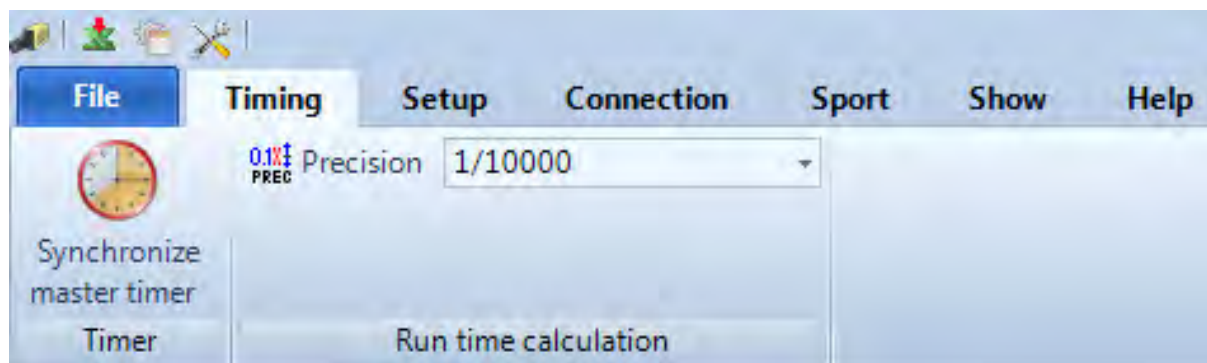 File Timing Setup Connection Sport Show Help
0.1X PREC Precision 1/10000
Synchronize
master timer
Timer Run time calculation